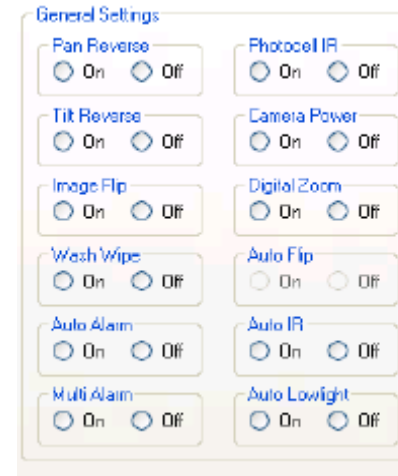 General Settings
Pan Reverse Photocell IR
On Off On Off
Tilt Reverse Camera Power
On Off On Off
Image Flip Digital Zoom
On Off On Off
Wash Wipe Auto Flip
On Off On Off
Auto Alarm Auto IR
On Off On Off
Multi Alarm Auto Lowlight
On Off On Off